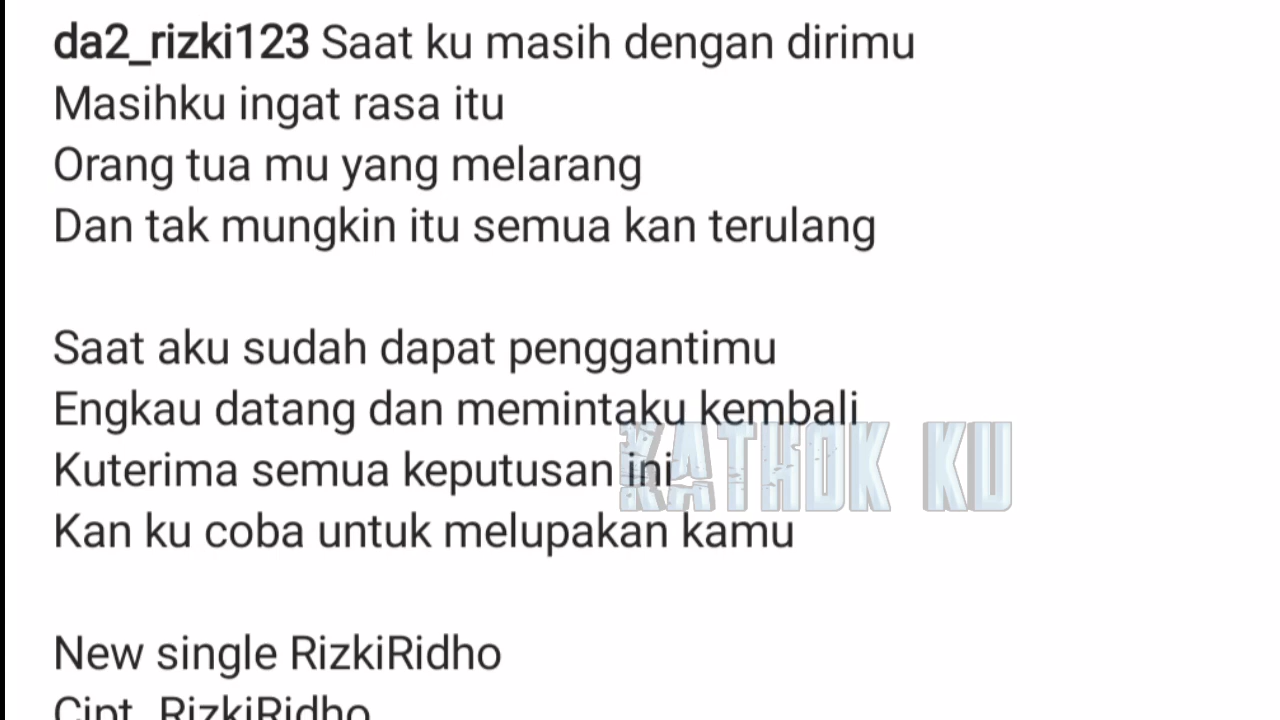 da2_rizki123 Saat ku masih dengan dirimu
Masihku ingat rasa itu
Orang tua mu yang melarang
Dan tak mungkin itu semua kan terulang
Saat aku sudah dapat penggantimu
Engkau datang dan memintaku kembali
Kuterima semua keputusan ini
Kan ku coba untuk melupakan kamu
KATHOK KU
New single RizkiRidho
Cipt RizkiRidho